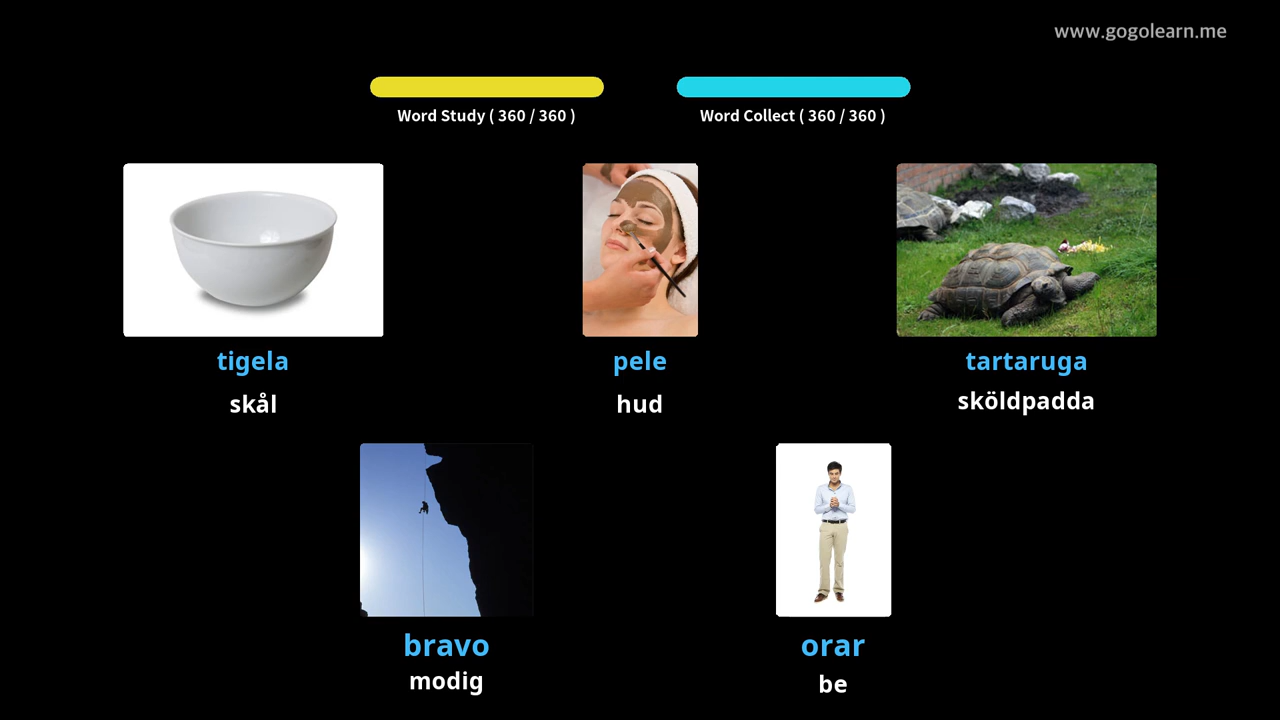 www.gogolearn.me
Word Study ( 360 / 360 )
Word Collect ( 360 / 360 )
tigela
skål
pele
hud
tartaruga
sköldpadda
bravo
modig
orar
be